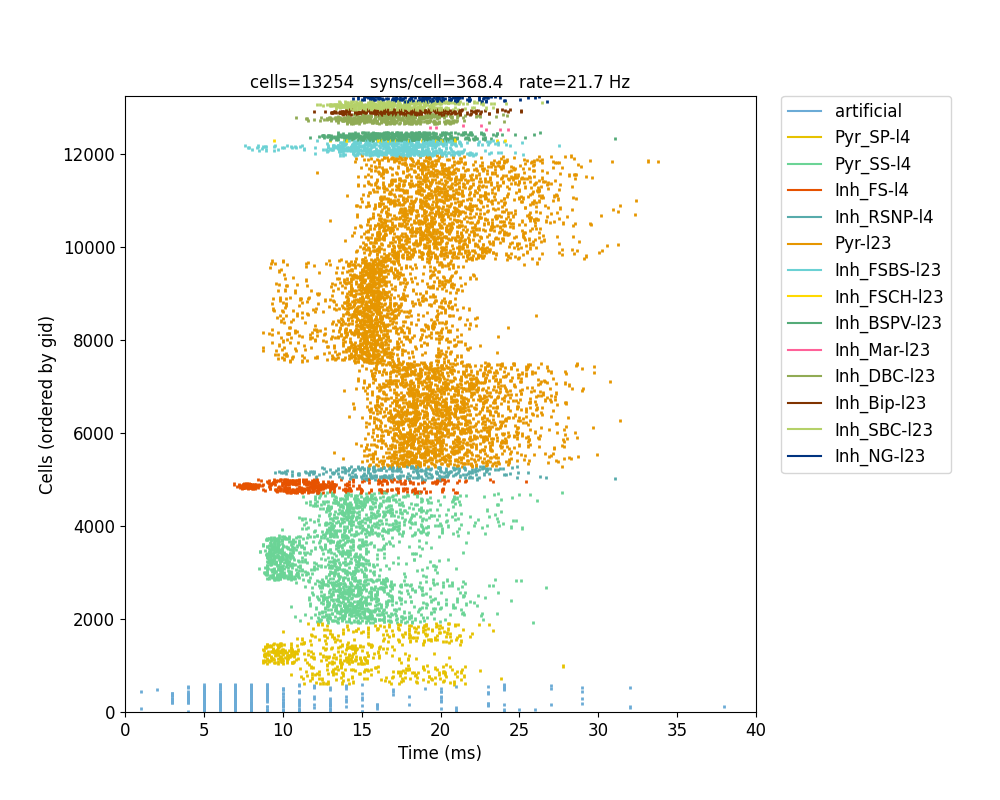 cells=13254   syns/cell=368.4   rate=21.7 Hz
artificial
Pyr_SP-l4
Pyr_SS-l4
Inh_FS-l4
Inh_RSNP-l4
Pyr-l23
Inh_FSBS-l23
Inh_FSCH-l23
Inh_BSPV-l23
Inh_Mar-l23
Inh_DBC-l23
Inh_Bip-l23
Inh_SBC-l23
Inh_NG-l23
Cells (ordered by gid)
12000
10000
8000
6000
4000
2000
0
0 5 10 15 20 25 30 35 40
Time (ms)